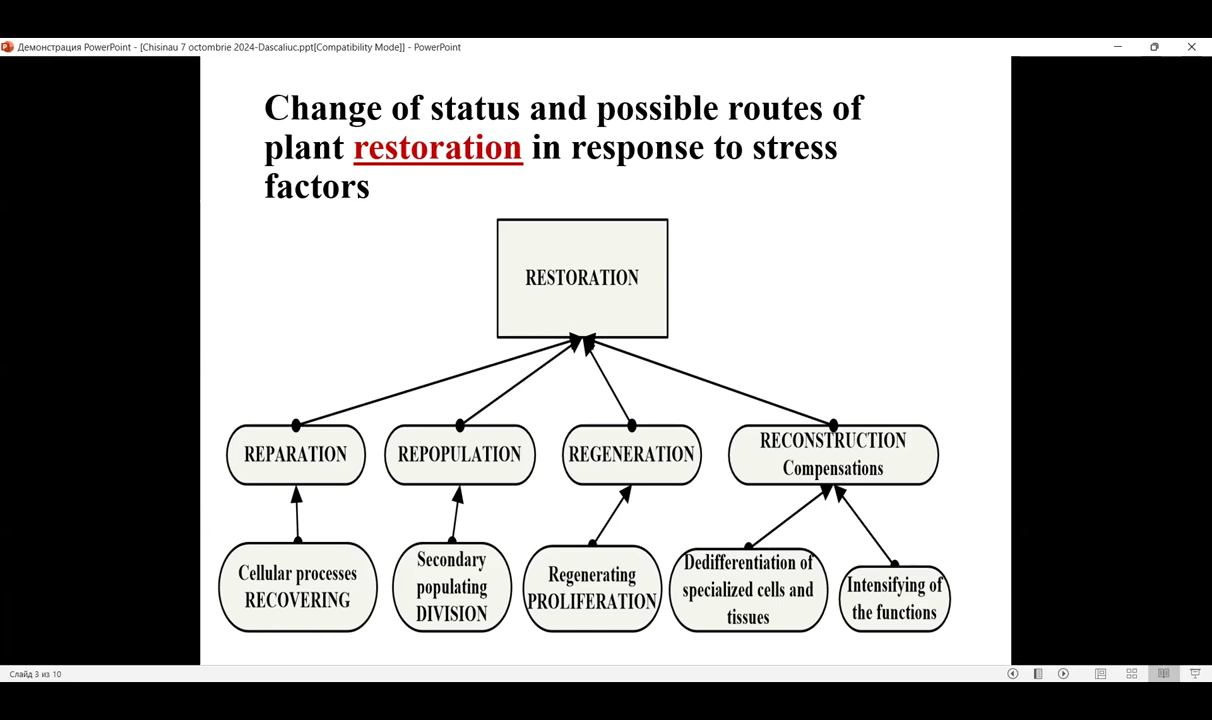 Демонстрация PowerPoint - [Chisinau 7 octombrie 2024-Dascaliuc.ppt[Compatibility Mode]] - PowerPoint
Change of status and possible routes of
plant restoration in response to stress
factors
RESTORATION
REPARATION
REPOPULATION
REGENERATION
RECONSTRUCTION
Compensations
Cellular processes
RECOVERING
Secondary
populating
DIVISION
Regenerating
PROLIFERATION
Dedifferentiation of
specialized cells and
tissues
Intensifying of
the functions
Слайд 3 из 10